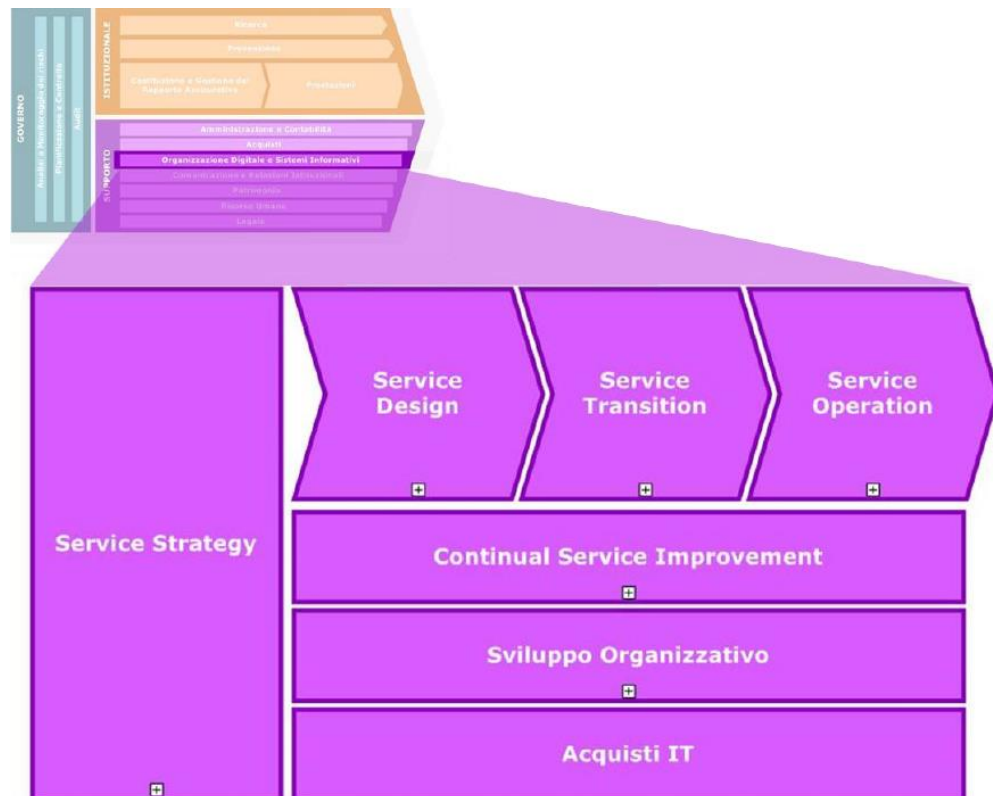 GOVERNO
Analisi e Monitoraggio dei rischi
Pianificazione e Controllo
Audit
ISTITUZIONALE
Ricerca
Prevenzione
Costituzione e Gestione del
Rapporto Assicurativo
Prestazioni
SUPPORTO
Amministrazione e Contabilità
Acquisti
Organizzazione Digitale e Sistemi Informativi
Comunicazione e Relazioni Istituzionali
Patrimonio
Risorse Umane
Legale
Service Strategy
Service
Design
Service
Transition
Service
Operation
Continual Service Improvement
Sviluppo Organizzativo
Acquisti IT